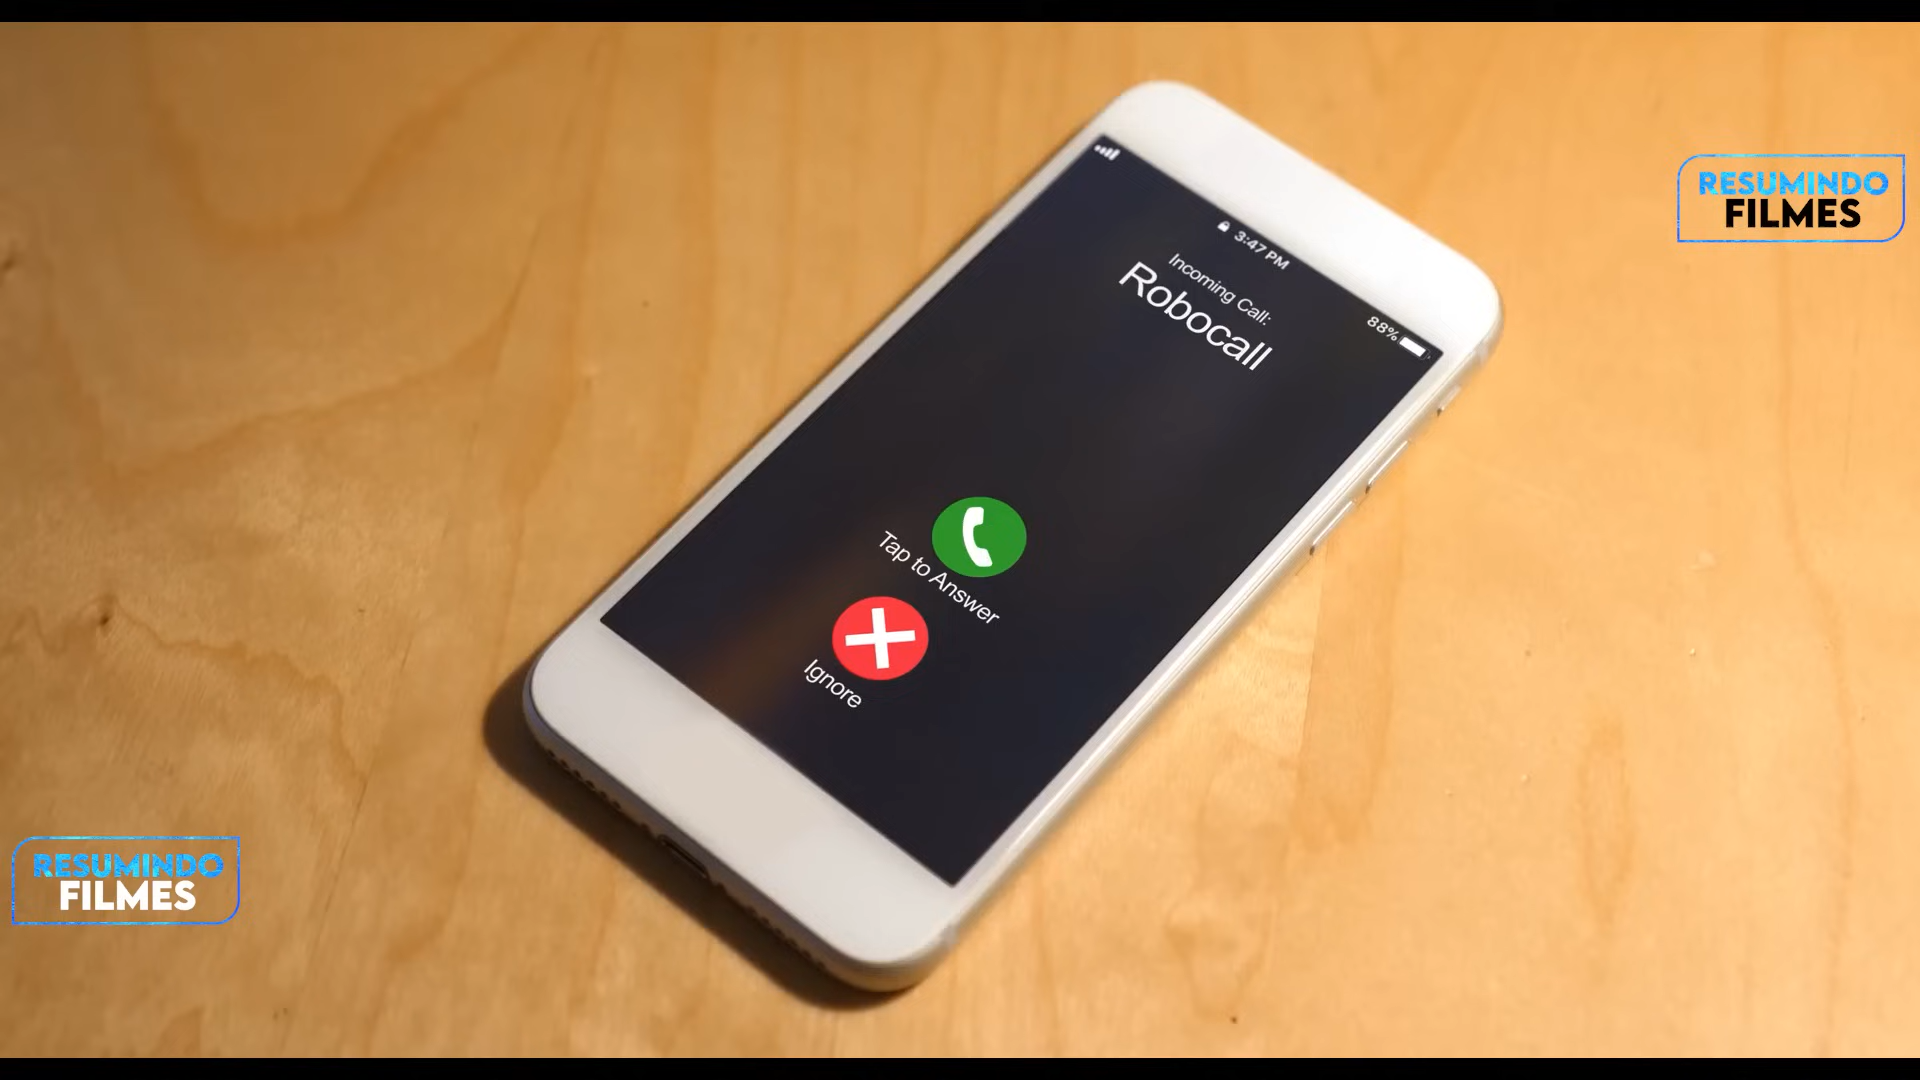 RESUMINDO
FILMES
3:47 PM
88%
Incoming Call:
Robocall
Tap to Answer
Ignore
RESUMINDO
FILMES